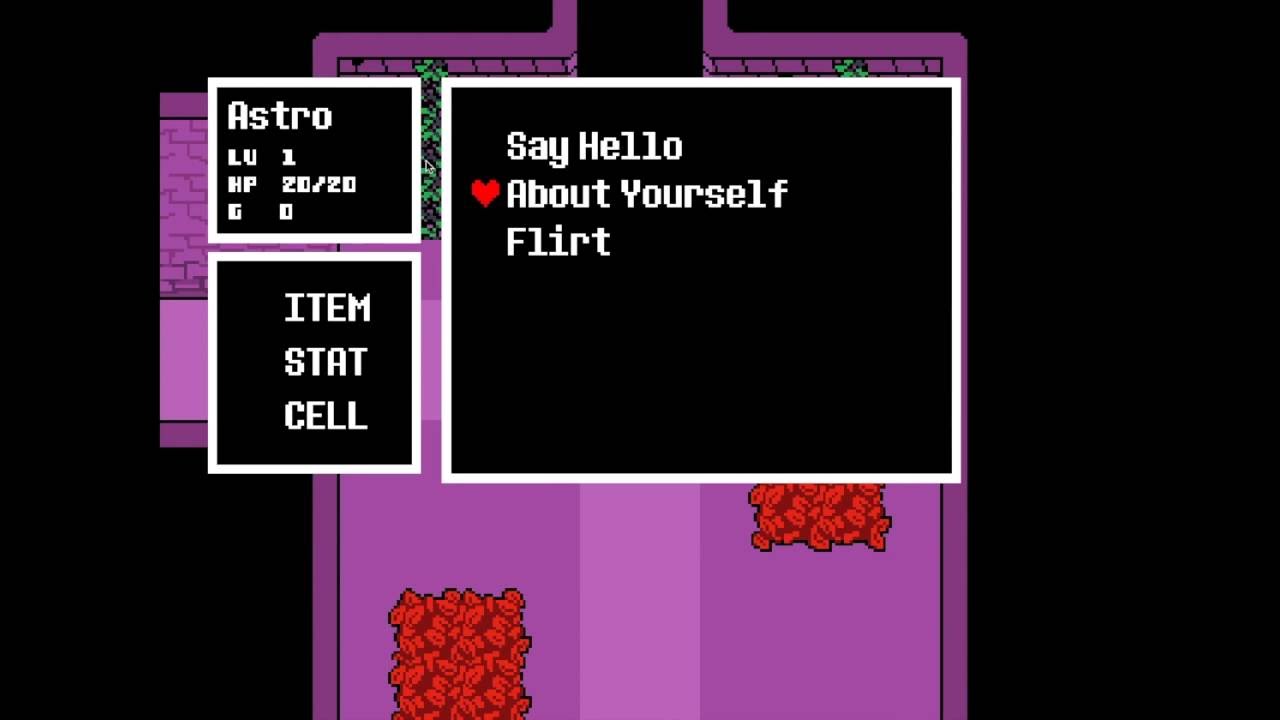 Astro
LV 1
HP 20/20
G 0
ITEM
STAT
CELL
Say Hello
About Yourself
Flirt